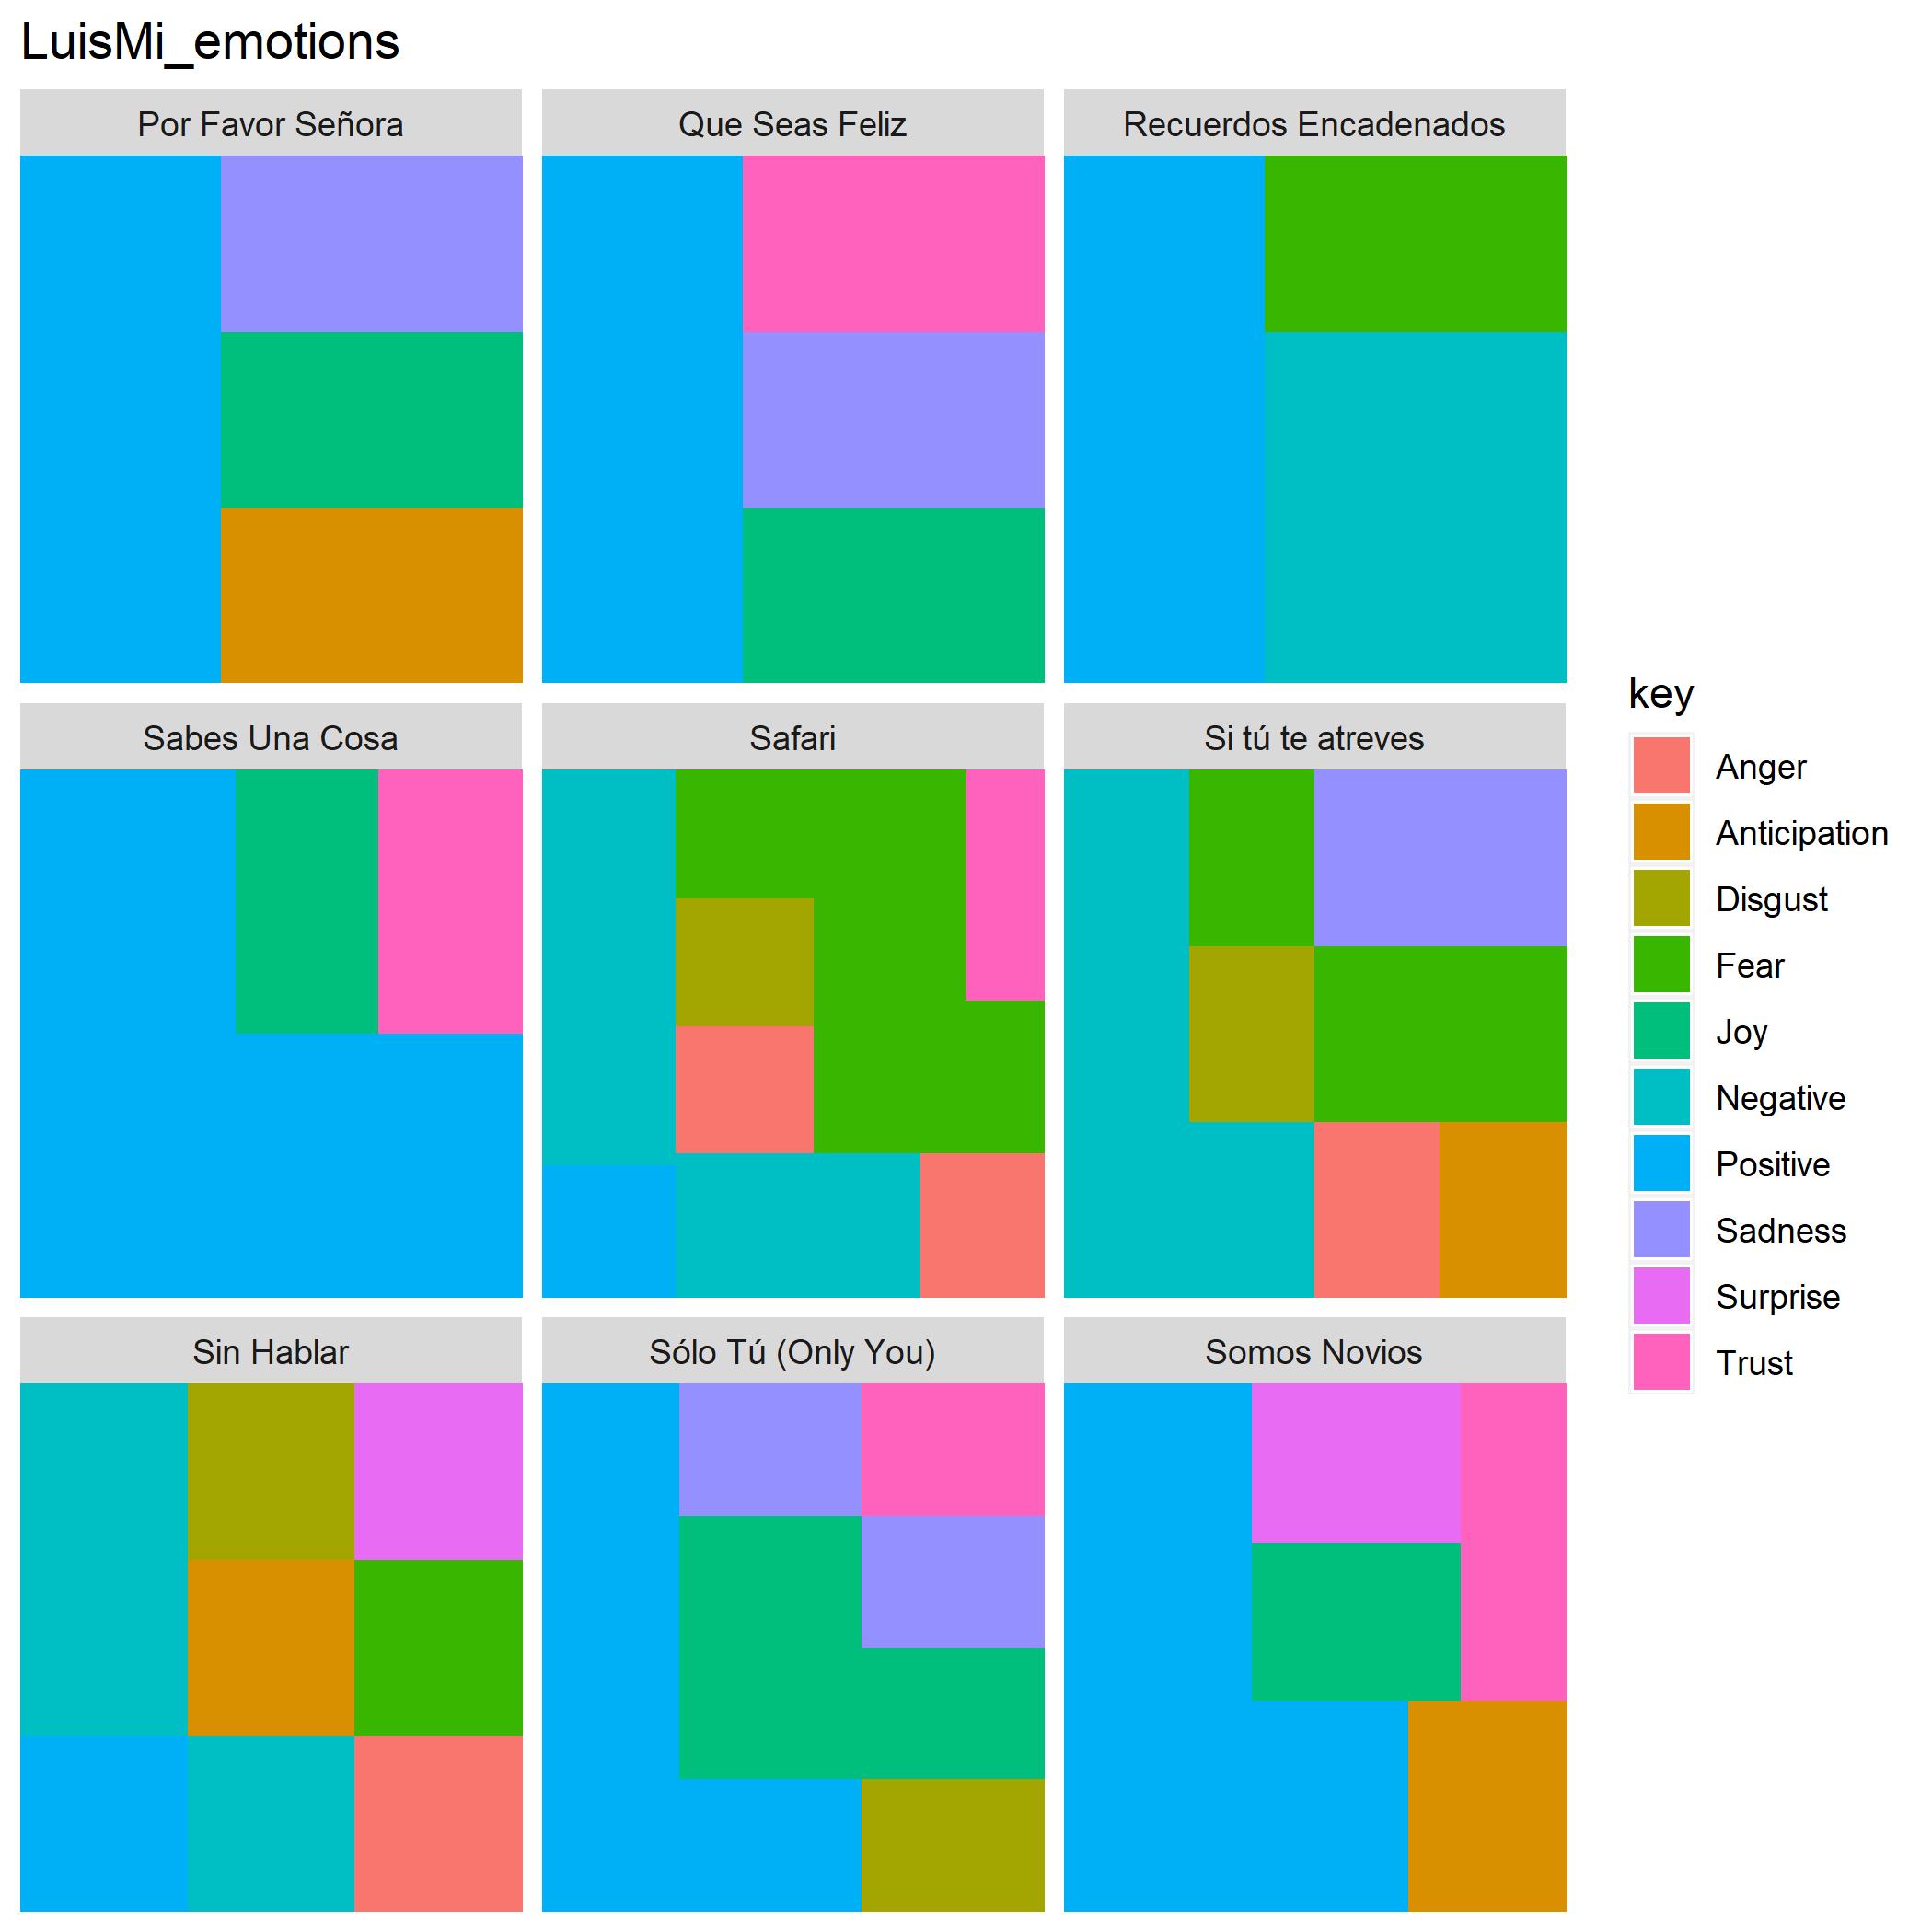 LuisMi_emotions
Por Favor Señora
Que Seas Feliz
Recuerdos Encadenados
Sabes Una Cosa
Safari
Si tú te atreves
Sin Hablar
Sólo Tú (Only You)
Somos Novios
key
Anger
Anticipation
Disgust
Fear
Joy
Negative
Positive
Sadness
Surprise
Trust